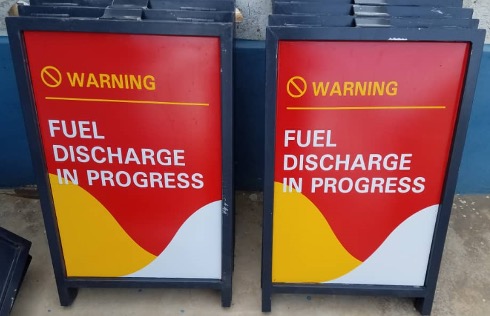 WARNING
FUEL
DISCHARGE
IN PROGRESS
WARNING
FUEL
DISCHARGE
IN PROGRESS